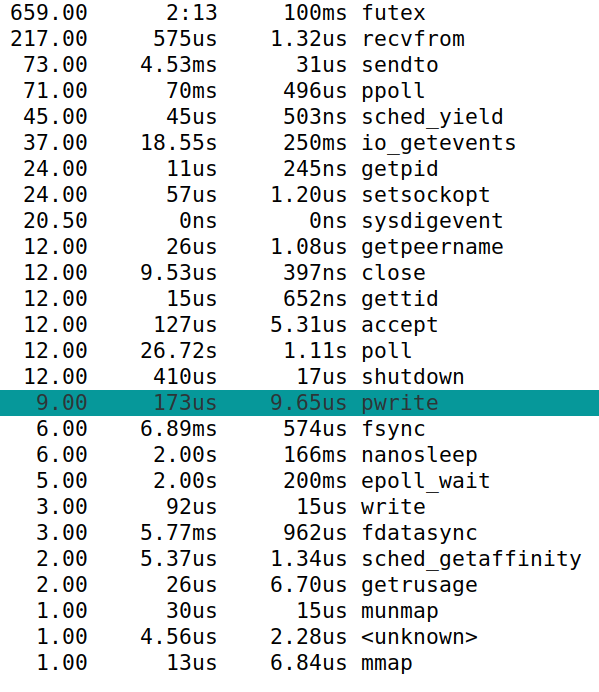 659.00 2:13 100ms futex
217.00 575us 1.32us recvfrom
73.00 4.53ms 31us sendto
71.00 70ms 496us ppoll
45.00 45us 503ns sched_yield
37.00 18.55s 250ms io_getevents
24.00 11us 245ns getpid
24.00 57us 1.20us setsockopt
20.50 0ns 0ns sysdigevent
12.00 26us 1.08us getpeername
12.00 9.53us 397ns close
12.00 15us 652ns gettid
12.00 127us 5.31us accept
12.00 26.72s 1.11s poll
12.00 410us 17us shutdown
9.00 173us 9.65us pwrite
6.00 6.89ms 574us fsync
6.00 2.00s 166ms nanosleep
5.00 2.00s 200ms epoll_wait
3.00 92us 15us write
3.00 5.77ms 962us fdatasync
2.00 5.37us 1.34us sched_getaffinity
2.00 26us 6.70us getrusage
1.00 30us 15us munmap
1.00 4.56us 2.28us <unknown>
1.00 13us 6.84us mmap